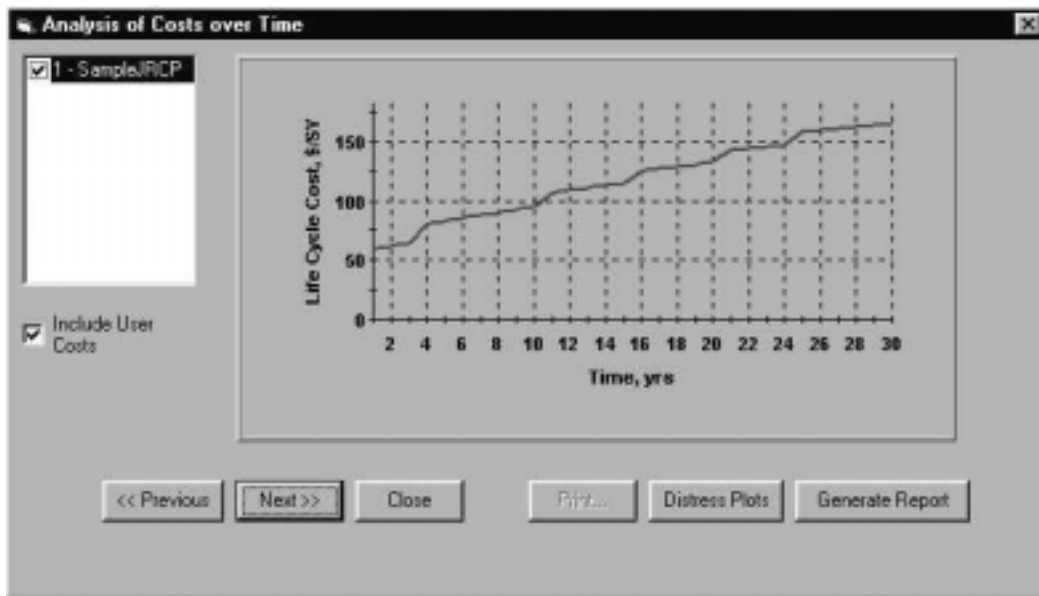 Analysis of Costs over Time
1 - SampleJRCP
Include User
Costs
Life Cycle Cost, $/SY
150
100
50
0
2 4 6 8 10 12 14 16 18 20 22 24 26 28 30
Time, yrs
<< Previous
Next >>
Close
Print...
Distress Plots
Generate Report